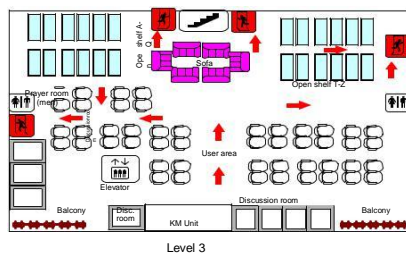 Open shelf A-
Q
Sofa
Open shelf T-Z
Prayer room
(men)
User area
Elevator
Discussion room
Balcony
Disc.
room
KM Unit
Balcony
Level 3